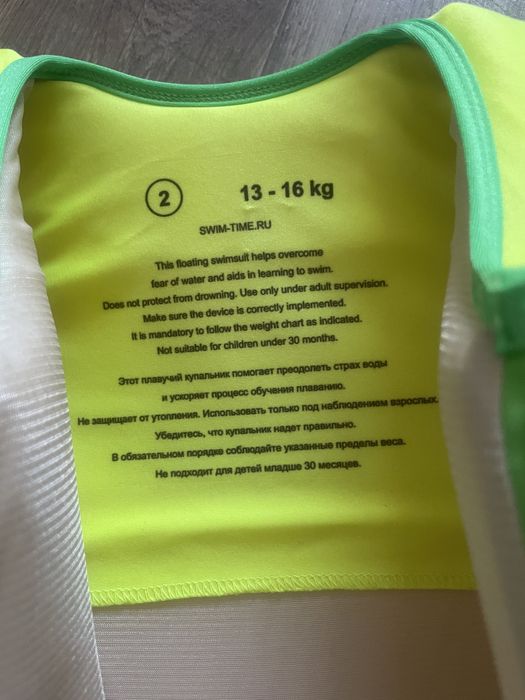 2 13 - 16 kg
SWIM-TIME.RU
This floating swimsuit helps overcome
fear of water and aids in learning to swim.
Does not protect from drowning. Use only under adult supervision.
Make sure the device is correctly implemented.
It is mandatory to follow the weight chart as indicated.
Not suitable for children under 30 months.
Этот плавучий купальник помогает преодолеть страх воды
и ускоряет процесс обучения плаванию.
Не защищает от утопления. Использовать только под наблюдением взрослых.
Убедитесь, что купальник надет правильно.
В обязательном порядке соблюдайте указанные пределы веса.
Не подходит для детей младше 30 месяцев.